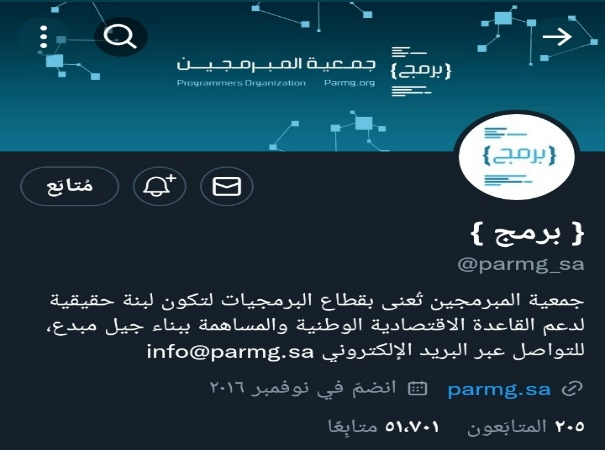 جمعية المبرمجين
{برمج}
Programmers Organization Parmg.org
{برمج}
مُتابَع
{ برمج }
@parmg_sa
جمعية المبرمجين تُعنى بقطاع البرمجيات لتكون لبنة حقيقية
لدعم القاعدة الاقتصادية الوطنية والمساهمة ببناء جيل مبدع،
للتواصل عبر البريد الإلكتروني info@parmg.sa
parmg.sa انضمَ في نوفمبر ٢٠١٦
٢٠٥ المتابَعون ٥١,٧٠١ متابِعًا